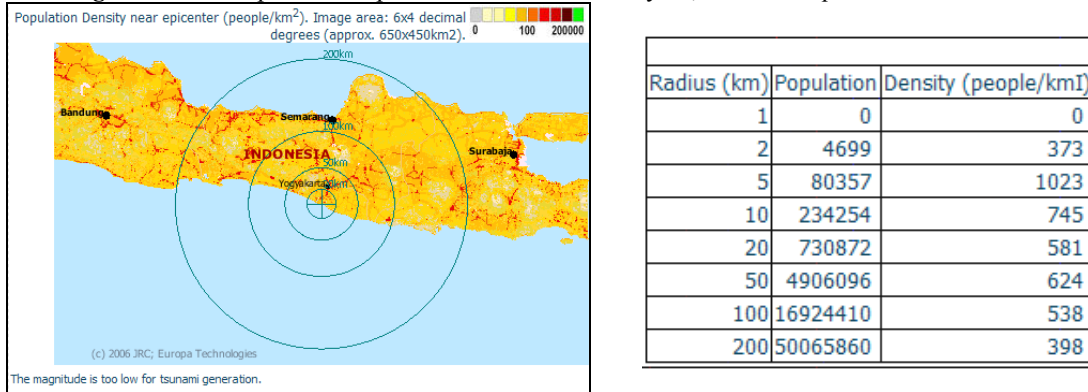 Population Density near epicenter (people/km2). Image area: 6x4 decimal
degrees (approx. 650x450km2).
0 100 200000
200km
Bandung
Semarang
100km
INDONESIA
50km
Surabaja
Yogyakarta
(c) 2006 JRC; Europa Technologies
The magnitude is too low for tsunami generation.
Radius (km) Population Density (people/kmI)
1 0 0
2 4699 373
5 80357 1023
10 234254 745
20 730872 581
50 4906096 624
100 16924410 538
200 50065860 398